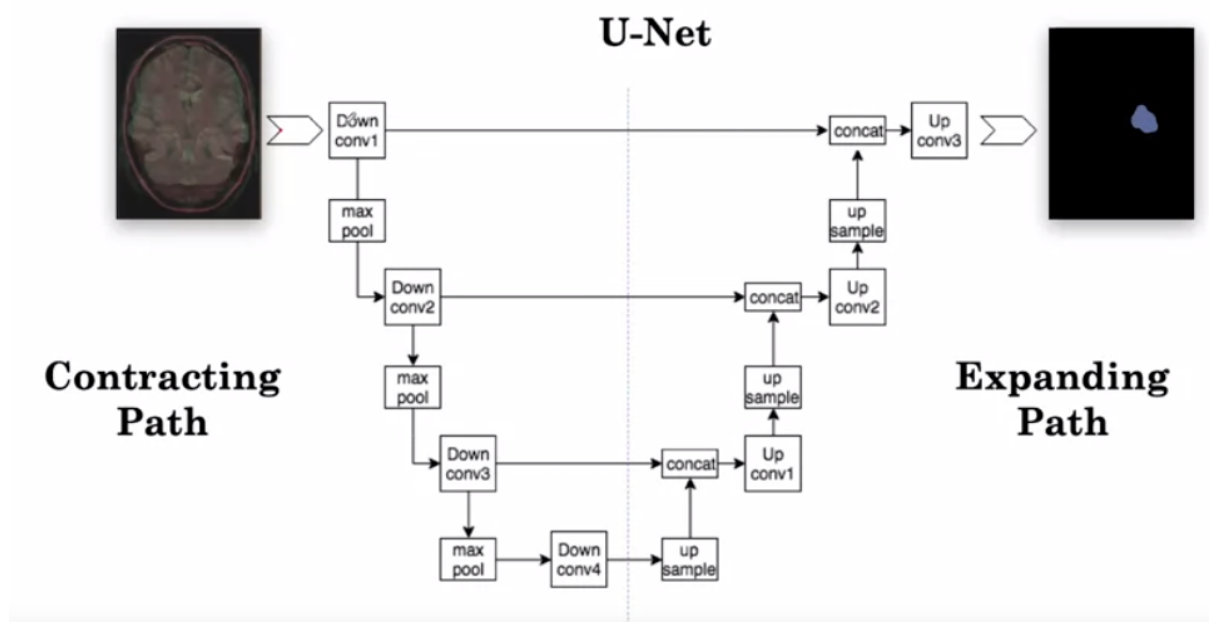 U-Net
Down
conv1
concat
Up
conv3
max
pool
up
sample
Down
conv2
concat
Up
conv2
Contracting
Path
max
pool
up
sample
Expanding
Path
Down
conv3
concat
Up
conv1
max
pool
Down
conv4
up
sample